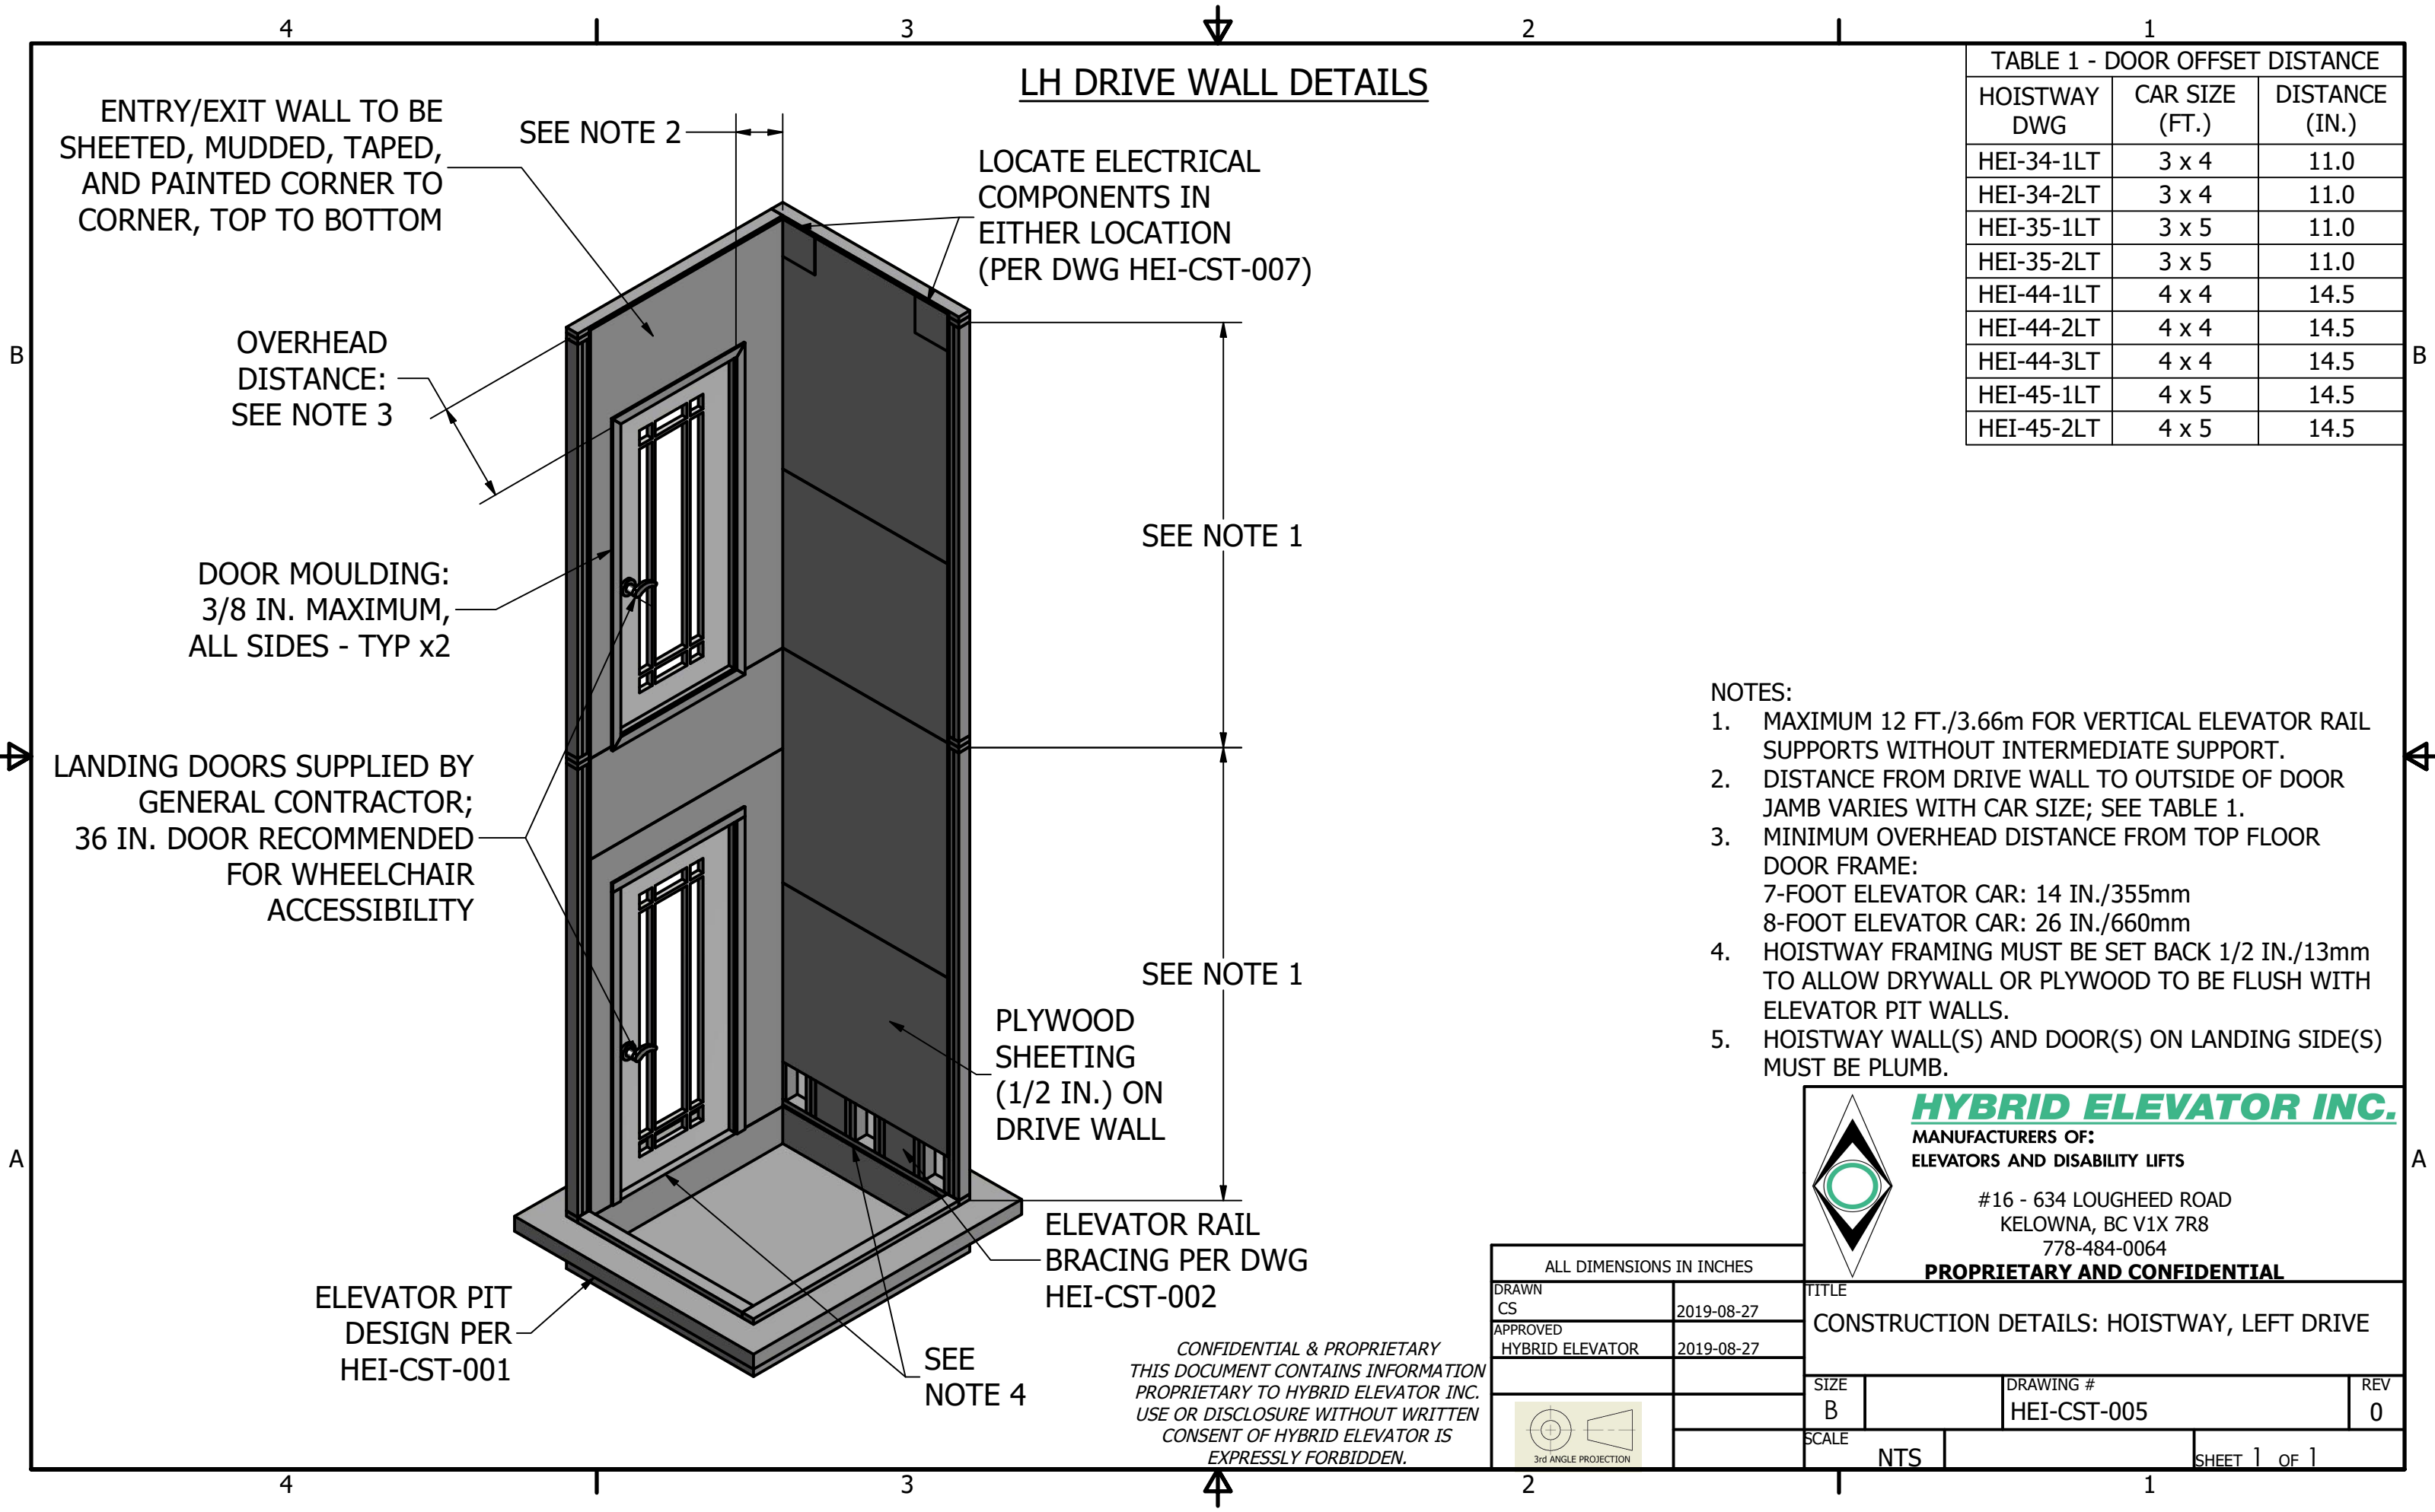 4 3 2 1
LH DRIVE WALL DETAILS
TABLE 1 - DOOR OFFSET DISTANCE
HOISTWAY DWG CAR SIZE (FT.) DISTANCE (IN.)
HEI-34-1LT 3 x 4 11.0
HEI-34-2LT 3 x 4 11.0
HEI-35-1LT 3 x 5 11.0
HEI-35-2LT 3 x 5 11.0
HEI-44-1LT 4 x 4 14.5
HEI-44-2LT 4 x 4 14.5
HEI-44-3LT 4 x 4 14.5
HEI-45-1LT 4 x 5 14.5
HEI-45-2LT 4 x 5 14.5
ENTRY/EXIT WALL TO BE
SHEETED, MUDDED, TAPED,
AND PAINTED CORNER TO
CORNER, TOP TO BOTTOM
SEE NOTE 2
LOCATE ELECTRICAL
COMPONENTS IN
EITHER LOCATION
(PER DWG HEI-CST-007)
B B
OVERHEAD
DISTANCE:
SEE NOTE 3
SEE NOTE 1
DOOR MOULDING:
3/8 IN. MAXIMUM,
ALL SIDES - TYP x2
LANDING DOORS SUPPLIED BY
GENERAL CONTRACTOR;
36 IN. DOOR RECOMMENDED
FOR WHEELCHAIR
ACCESSIBILITY
SEE NOTE 1
PLYWOOD
SHEETING
(1/2 IN.) ON
DRIVE WALL
NOTES:
1. MAXIMUM 12 FT./3.66m FOR VERTICAL ELEVATOR RAIL
SUPPORTS WITHOUT INTERMEDIATE SUPPORT.
2. DISTANCE FROM DRIVE WALL TO OUTSIDE OF DOOR
JAMB VARIES WITH CAR SIZE; SEE TABLE 1.
3. MINIMUM OVERHEAD DISTANCE FROM TOP FLOOR
DOOR FRAME:
7-FOOT ELEVATOR CAR: 14 IN./355mm
8-FOOT ELEVATOR CAR: 26 IN./660mm
4. HOISTWAY FRAMING MUST BE SET BACK 1/2 IN./13mm
TO ALLOW DRYWALL OR PLYWOOD TO BE FLUSH WITH
ELEVATOR PIT WALLS.
5. HOISTWAY WALL(S) AND DOOR(S) ON LANDING SIDE(S)
MUST BE PLUMB.
A A
ELEVATOR RAIL
BRACING PER DWG
HEI-CST-002
ELEVATOR PIT
DESIGN PER
HEI-CST-001
SEE
NOTE 4
CONFIDENTIAL & PROPRIETARY
THIS DOCUMENT CONTAINS INFORMATION
PROPRIETARY TO HYBRID ELEVATOR INC.
USE OR DISCLOSURE WITHOUT WRITTEN
CONSENT OF HYBRID ELEVATOR IS
EXPRESSLY FORBIDDEN.
HYBRID ELEVATOR INC.
MANUFACTURERS OF:
ELEVATORS AND DISABILITY LIFTS
#16 - 634 LOUGHEED ROAD
KELOWNA, BC V1X 7R8
778-484-0064
PROPRIETARY AND CONFIDENTIAL
ALL DIMENSIONS IN INCHES
DRAWN
CS 2019-08-27
APPROVED
HYBRID ELEVATOR 2019-08-27
3rd ANGLE PROJECTION
TITLE
CONSTRUCTION DETAILS: HOISTWAY, LEFT DRIVE
SIZE
B
DRAWING #
HEI-CST-005
REV
0
SCALE
NTS
SHEET 1 OF 1
4 3 2 1